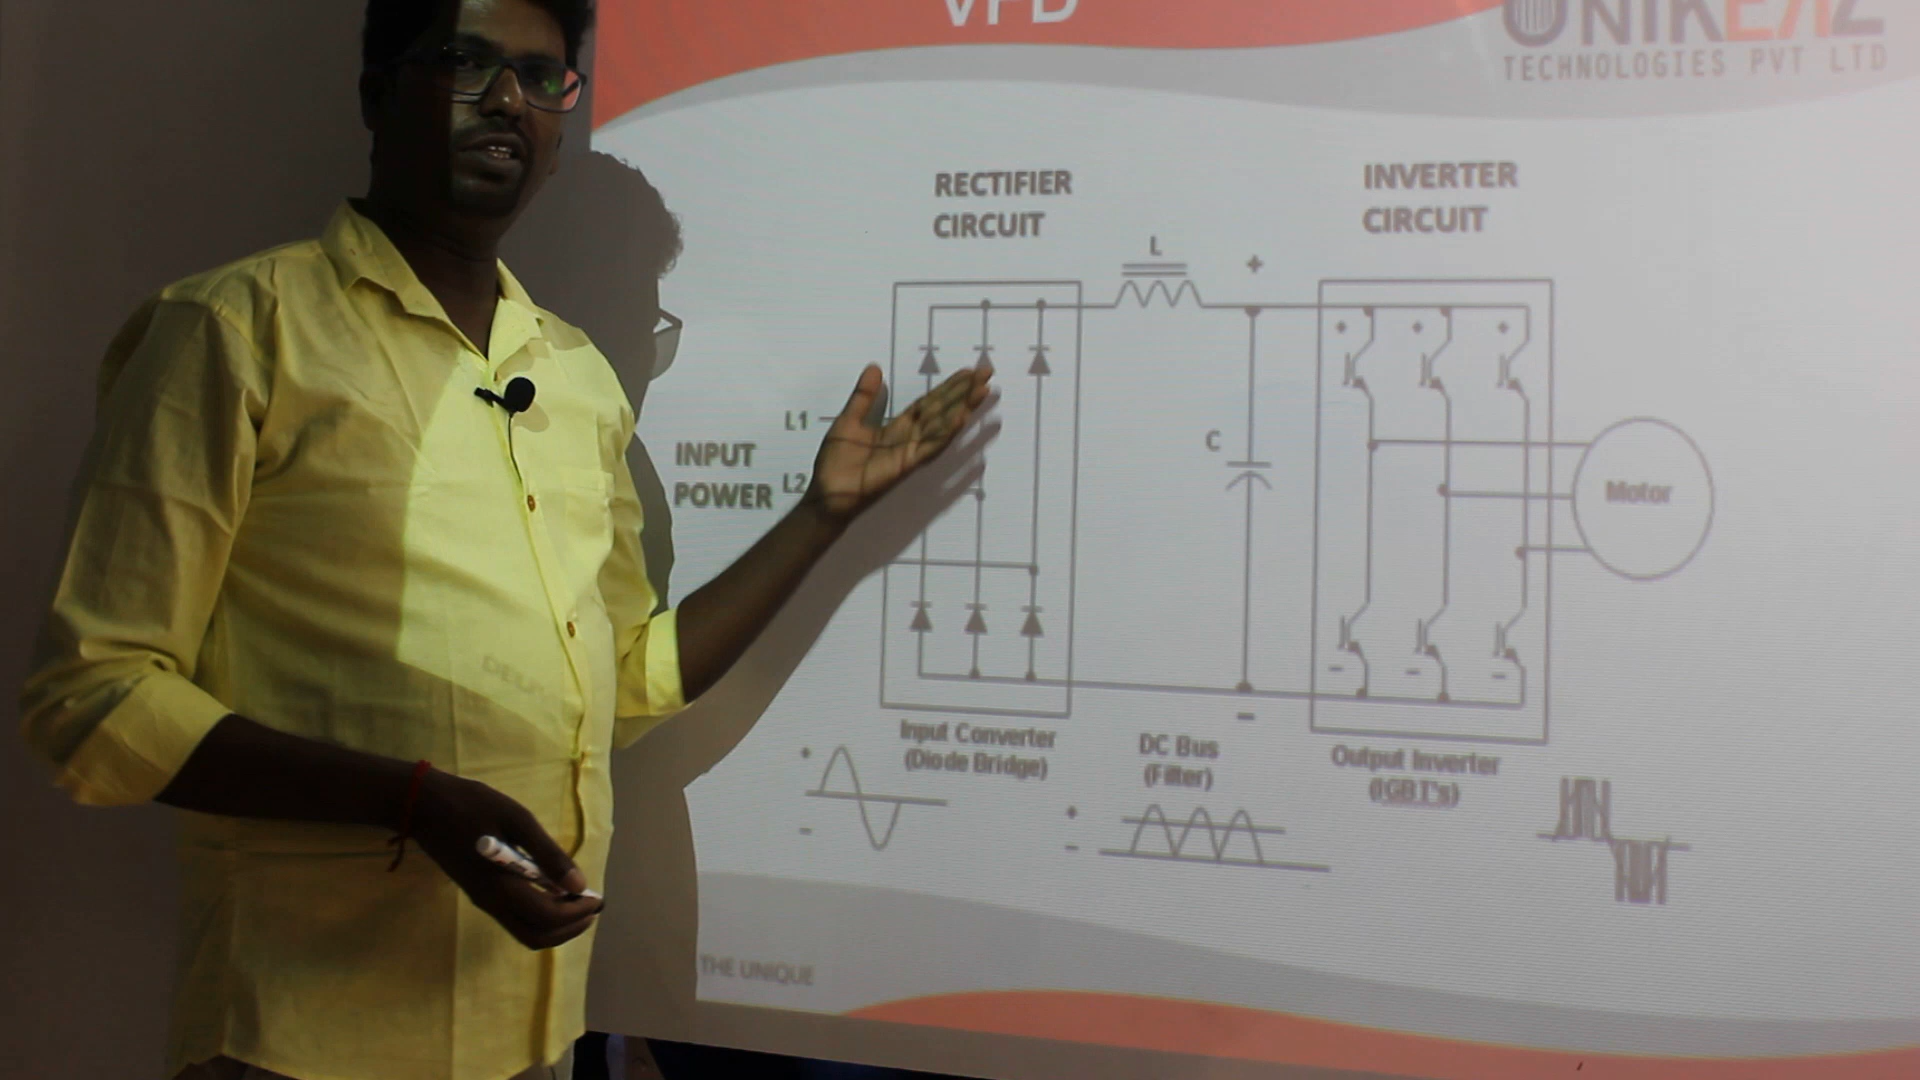 VFD
UNIKERZ
TECHNOLOGIES PVT LTD
RECTIFIER
CIRCUIT
INVERTER
CIRCUIT
L
+
+
+
+
L1
INPUT
POWER
L2
C
Motor
-
-
-
-
Input Converter
(Diode Bridge)
DC Bus
(Filter)
Output Inverter
(IGBT's)
+
-
+
-
THE UNIQUE